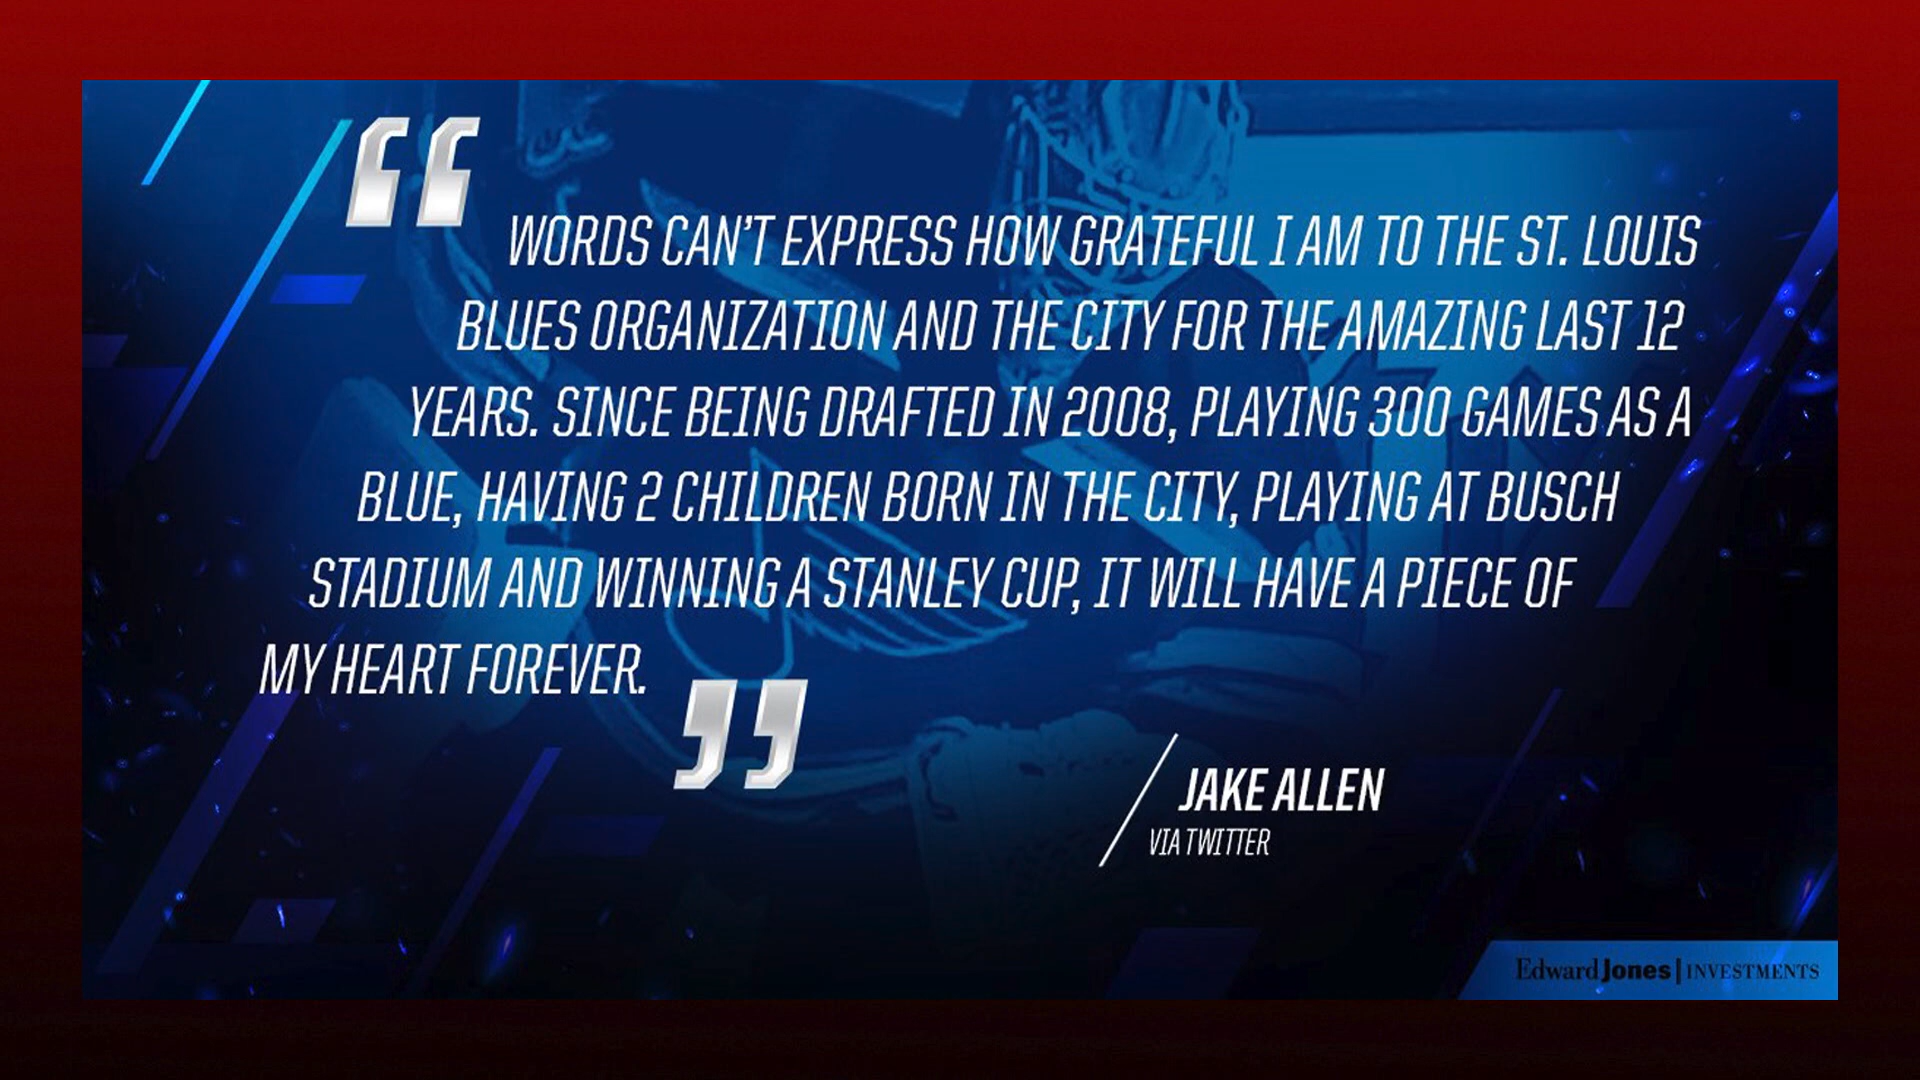 WORDS CAN'T EXPRESS HOW GRATEFUL I AM TO THE ST. LOUIS
BLUES ORGANIZATION AND THE CITY FOR THE AMAZING LAST 12
YEARS. SINCE BEING DRAFTED IN 2008, PLAYING 300 GAMES AS A
BLUE, HAVING 2 CHILDREN BORN IN THE CITY, PLAYING AT BUSCH
STADIUM AND WINNING A STANLEY CUP, IT WILL HAVE A PIECE OF
MY HEART FOREVER.
JAKE ALLEN
VIA TWITTER
Edward Jones | INVESTMENTS